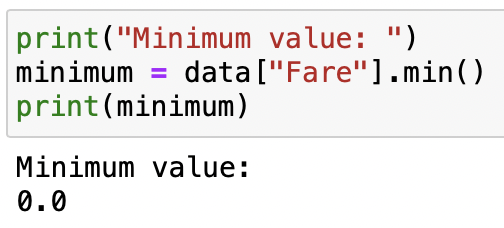 print("Minimum value: ")
minimum = data["Fare"].min()
print(minimum)
Minimum value:
0.0